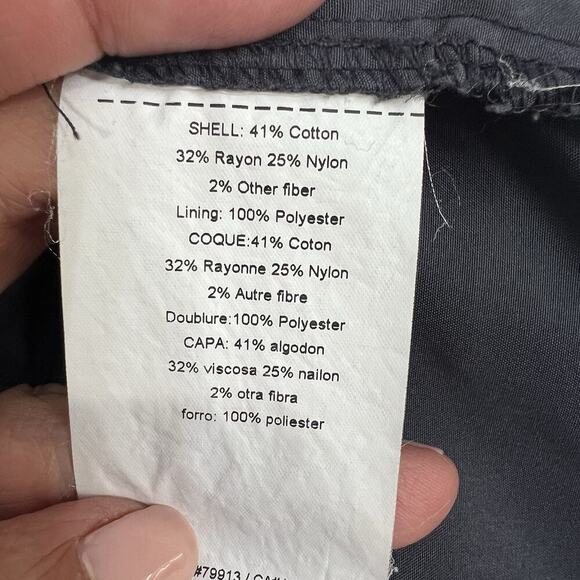 SHELL: 41% Cotton
32% Rayon 25% Nylon
2% Other fiber
Lining: 100% Polyester
COQUE:41% Coton
32% Rayonne 25% Nylon
2% Autre fibre
Doublure:100% Polyester
CAPA: 41% algodon
32% viscosa 25% nailon
2% otra fibra
forro: 100% poliester
#79913 /